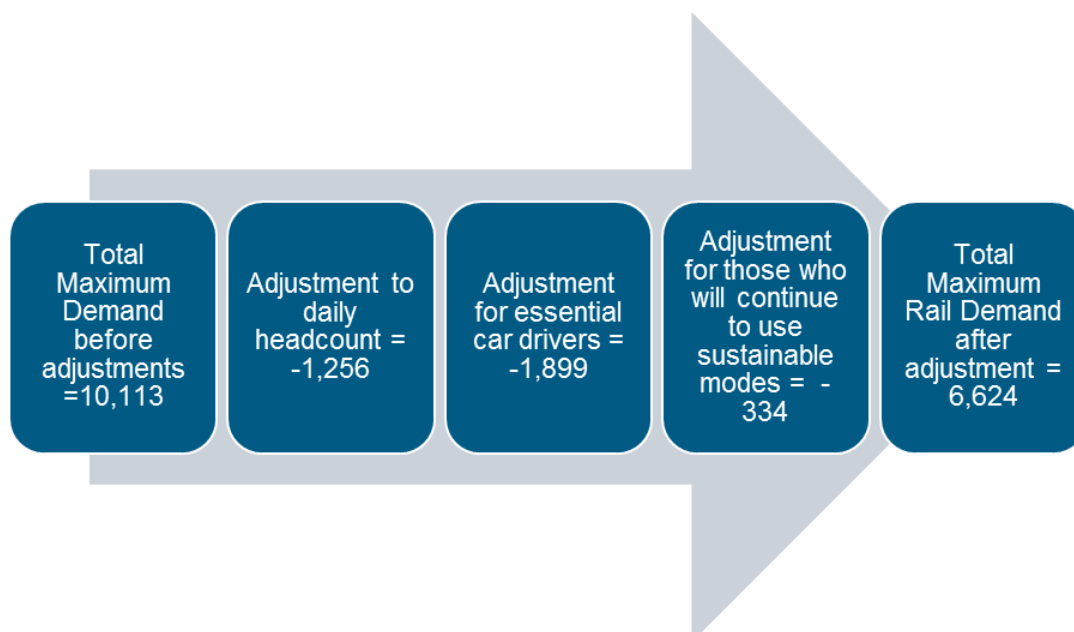 Total
Maximum
Demand
before
adjustments
=10,113
Adjustment to
daily
headcount =
-1,256
Adjustment
for essential
car drivers =
-1,899
Adjustment
for those who
will continue
to use
sustainable
modes = -
334
Total
Maximum
Rail Demand
after
adjustment =
6,624